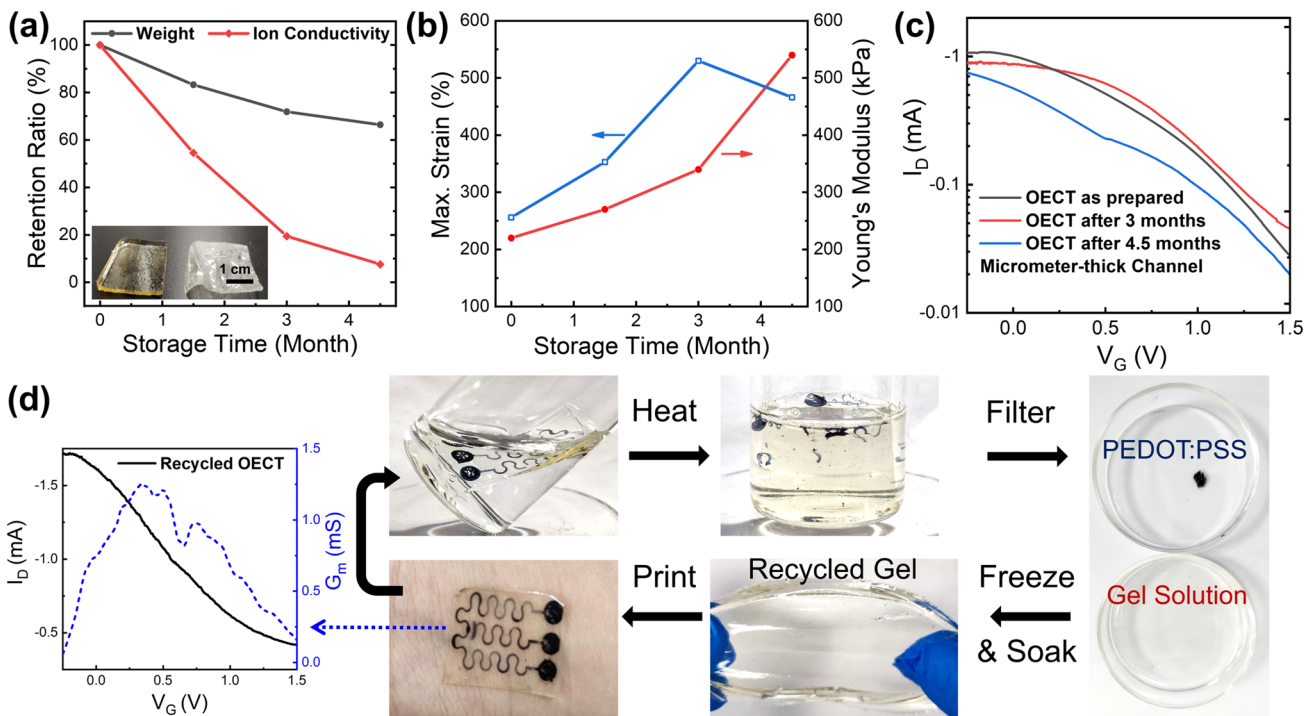 (a)
Weight
Ion Conductivity
100
80
60
40
20
0
Retention Ratio (%)
1 cm
0
1
2
3
4
Storage Time (Month)
(b)
600
550
500
450
400
350
300
250
200
150
100
Max. Strain (%)
600
500
400
300
200
100
Young's Modulus (kPa)
0
1
2
3
4
Storage Time (Month)
(c)
-1
-0.1
-0.01
I_D (mA)
OECT as prepared
OECT after 3 months
OECT after 4.5 months
Micrometer-thick Channel
0.0
0.5
1.0
1.5
V_G (V)
(d)
Recycled OECT
-1.5
-1.0
-0.5
I_D (mA)
1.5
1.0
0.5
0.0
G_m (mS)
0.0
0.5
1.0
1.5
V_G (V)
Heat
Filter
PEDOT:PSS
Gel Solution
Freeze
& Soak
Recycled Gel
Print